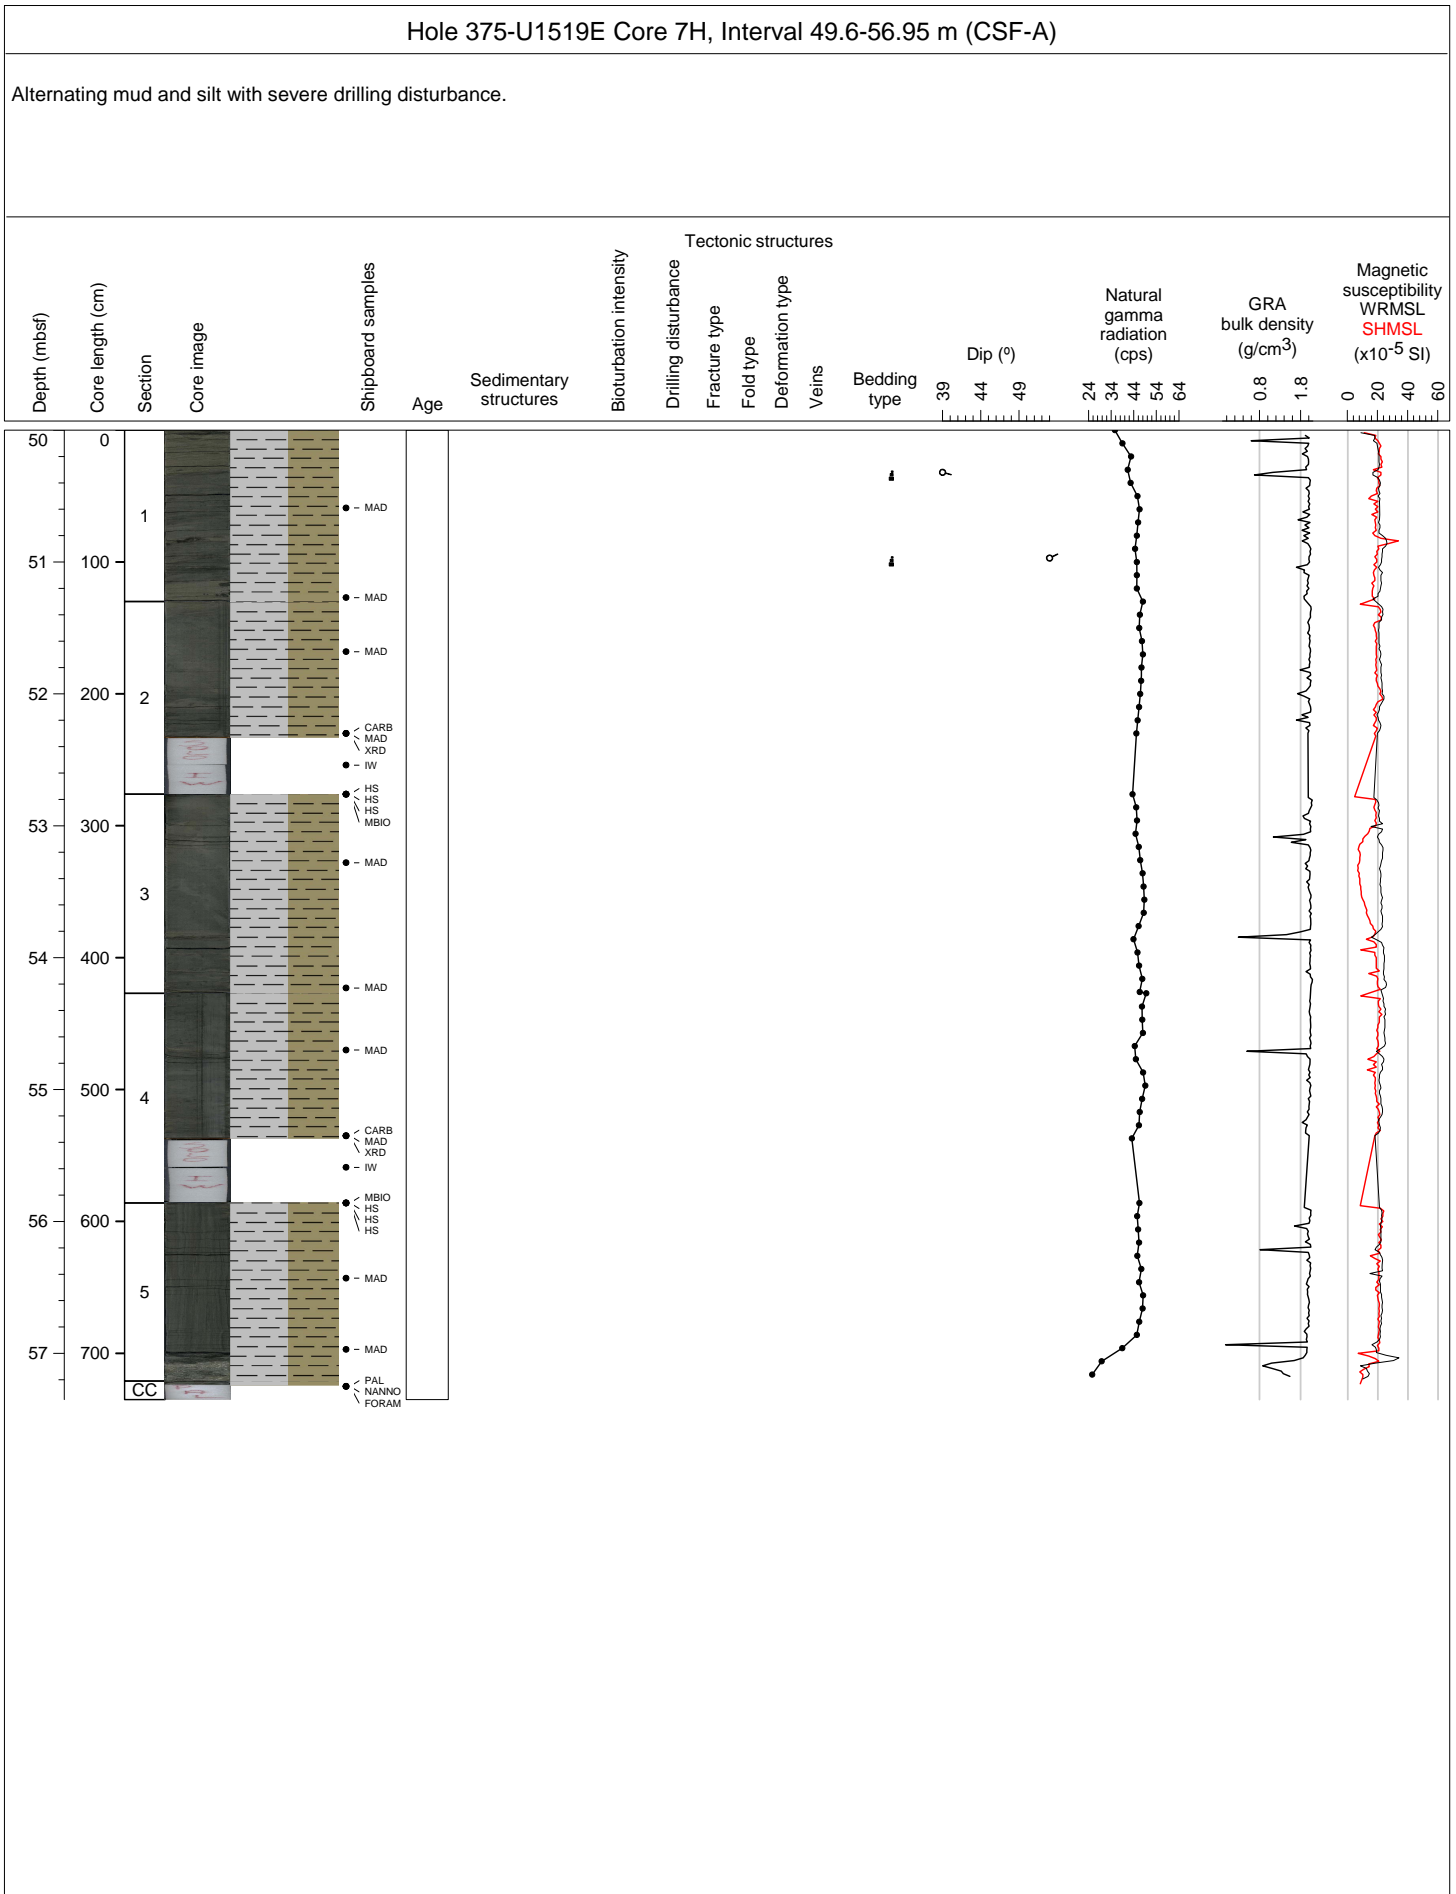 Hole 375-U1519E Core 7H, Interval 49.6-56.95 m (CSF-A)
Alternating mud and silt with severe drilling disturbance.
Depth (mbsf)
Core length (cm)
Section
Core image
Shipboard samples
Age
Sedimentary
structures
Bioturbation intensity
Drilling disturbance
Tectonic structures
Fracture type
Fold type
Deformation type
Veins
Bedding
type
Dip (º)
39 44 49
Natural
gamma
radiation
(cps)
24 34 44 54 64
GRA
bulk density
(g/cm3)
0.8 1.8
Magnetic
susceptibility
WRMSL
SHMSL
(x10-5 SI)
0 20 40 60
50 0
1
MAD
51 100
MAD
MAD
52 200
2
CARB
MAD
XRD
IW
HS
HS
HS
MBIO
53 300
MAD
3
54 400
MAD
MAD
55 500
4
CARB
MAD
XRD
IW
MBIO
HS
HS
HS
56 600
MAD
5
MAD
57 700
CC
PAL
NANNO
FORAM